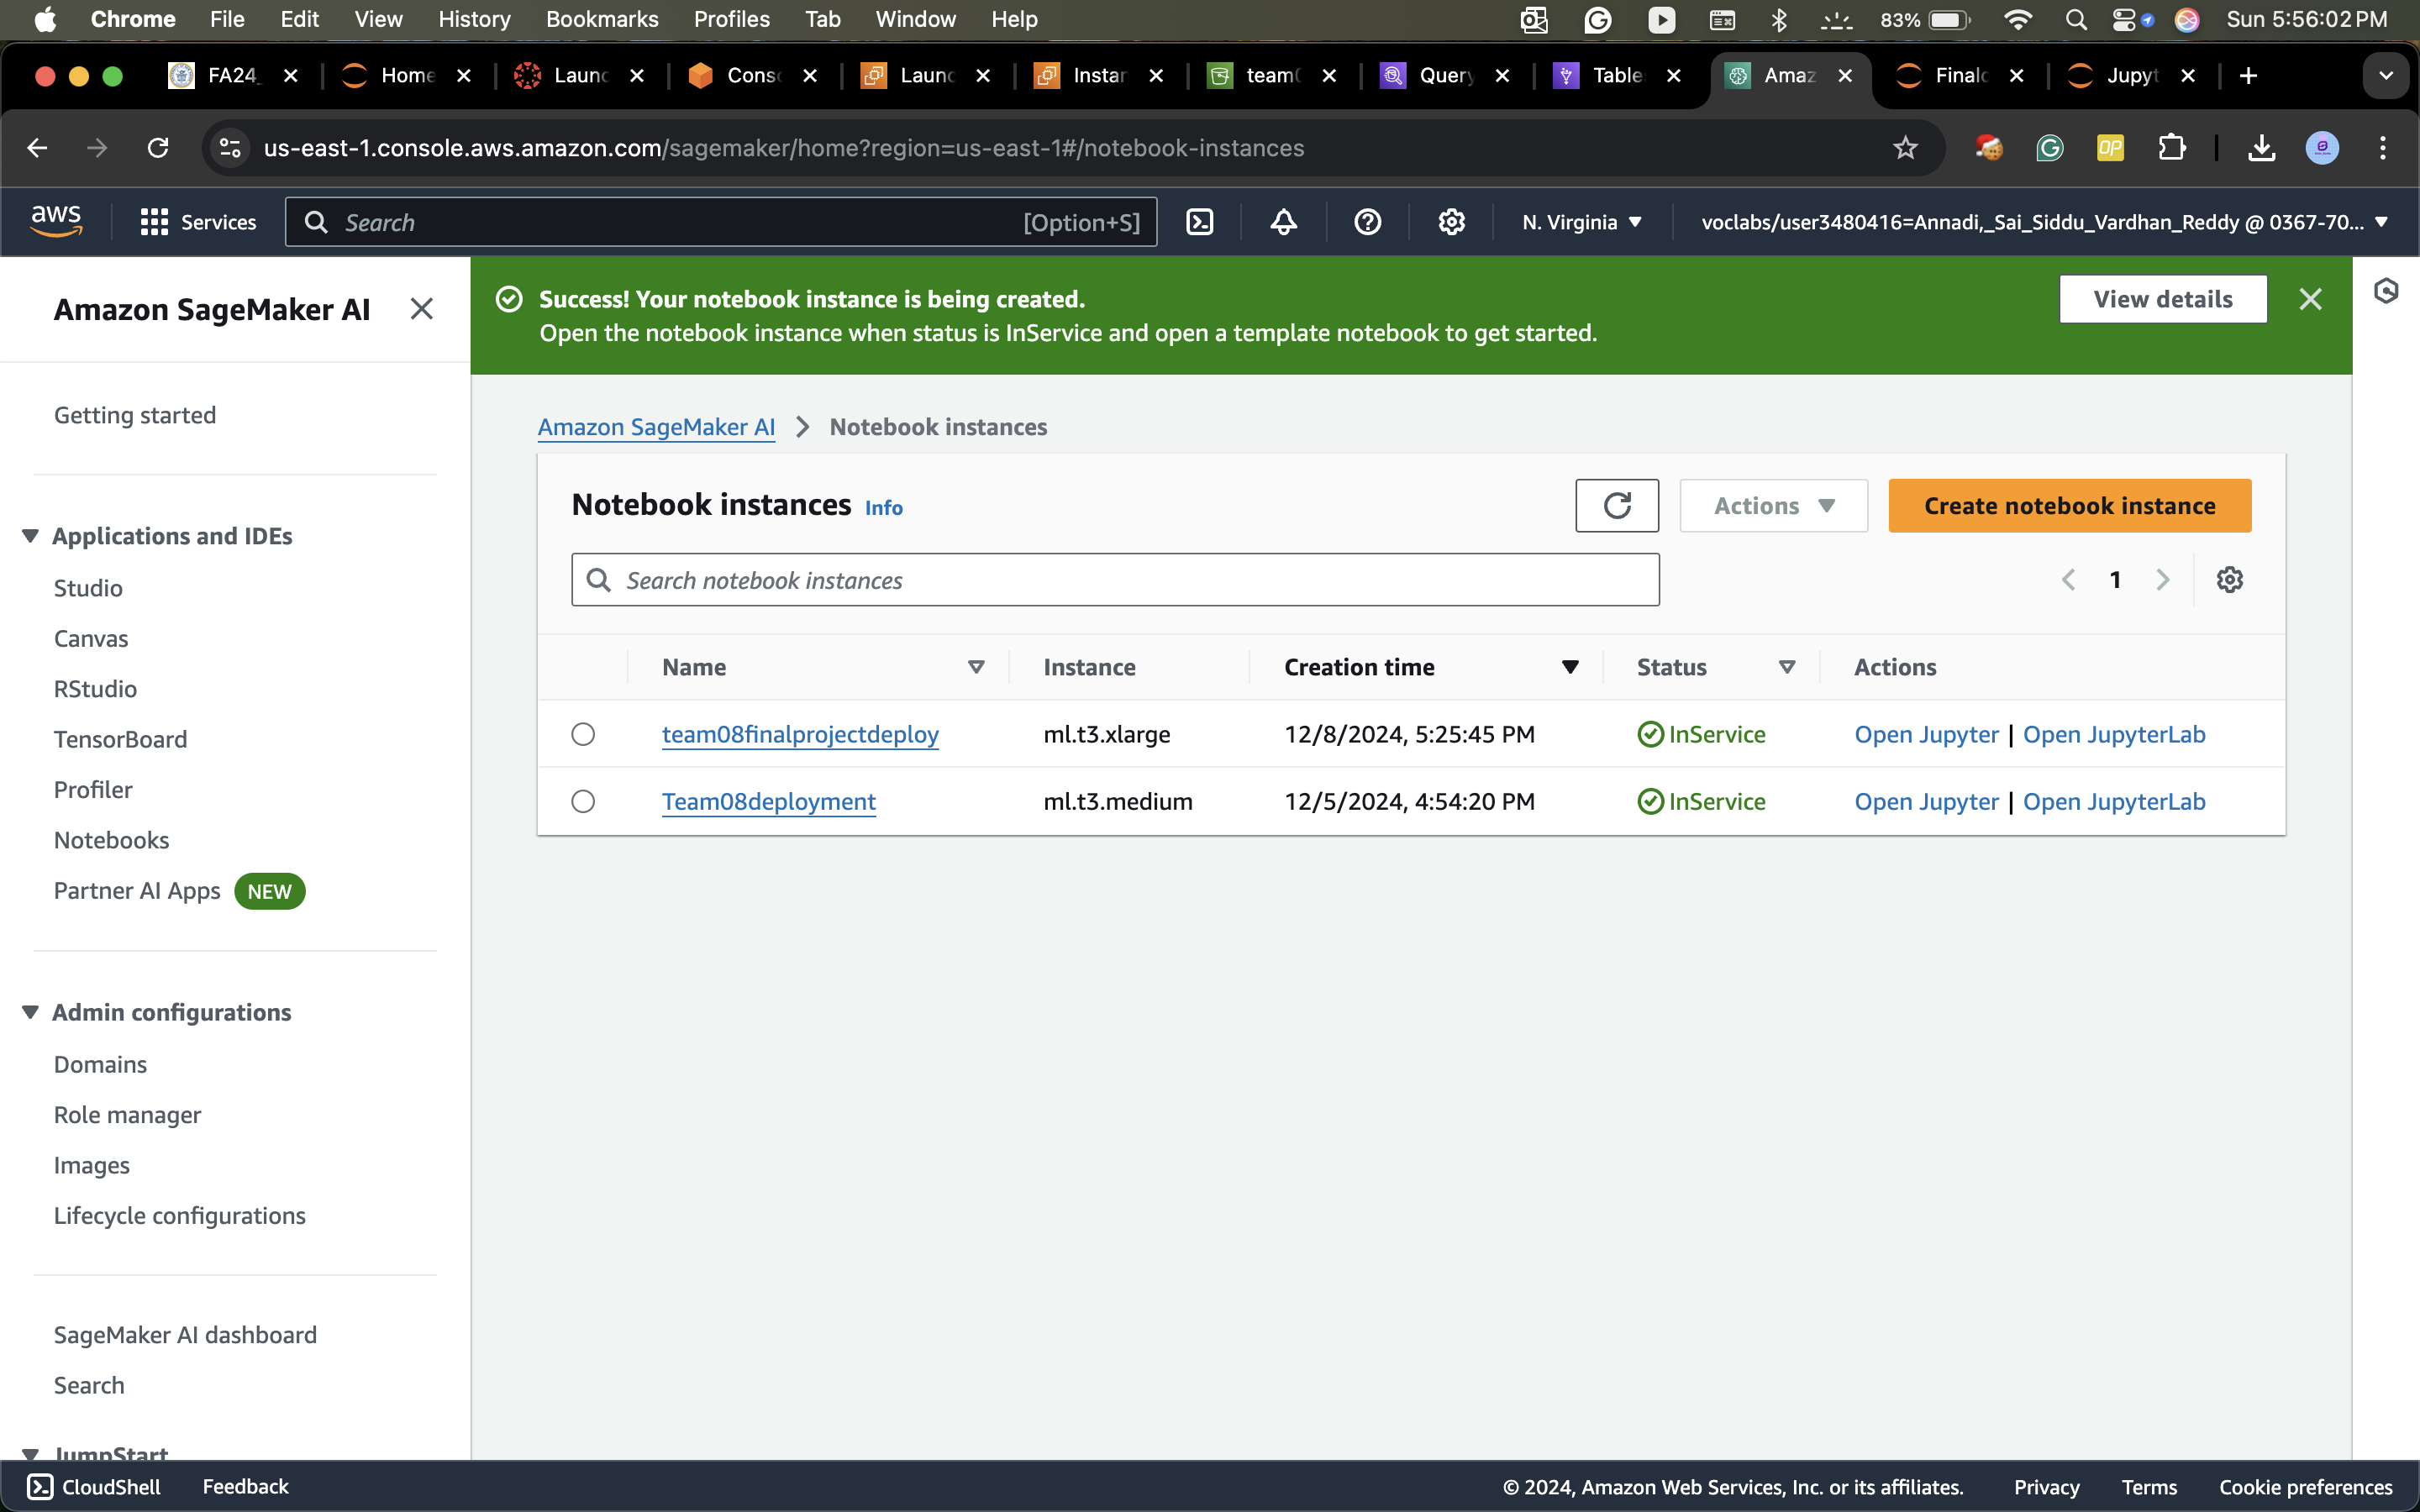 Chrome File Edit View History Bookmarks Profiles Tab Window Help 83% Sun 5:56:02 PM
FA24_ Home Launc Conso Launc Instan team0 Query Table Amaz Finalc Jupyt
us-east-1.console.aws.amazon.com/sagemaker/home?region=us-east-1#/notebook-instances OP
aws Services Search [Option+S] N. Virginia voclabs/user3480416=Annadi,_Sai_Siddu_Vardhan_Reddy @ 0367-70...
Amazon SageMaker AI
Getting started
Applications and IDEs
Studio
Canvas
RStudio
TensorBoard
Profiler
Notebooks
Partner AI Apps NEW
Admin configurations
Domains
Role manager
Images
Lifecycle configurations
SageMaker AI dashboard
Search
JumpStart
Success! Your notebook instance is being created.
Open the notebook instance when status is InService and open a template notebook to get started.
View details
Amazon SageMaker AI Notebook instances
Notebook instances Info
Actions Create notebook instance
Search notebook instances 1
Name Instance Creation time Status Actions
team08finalprojectdeploy ml.t3.xlarge 12/8/2024, 5:25:45 PM InService Open Jupyter | Open JupyterLab
Team08deployment ml.t3.medium 12/5/2024, 4:54:20 PM InService Open Jupyter | Open JupyterLab
CloudShell Feedback © 2024, Amazon Web Services, Inc. or its affiliates. Privacy Terms Cookie preferences